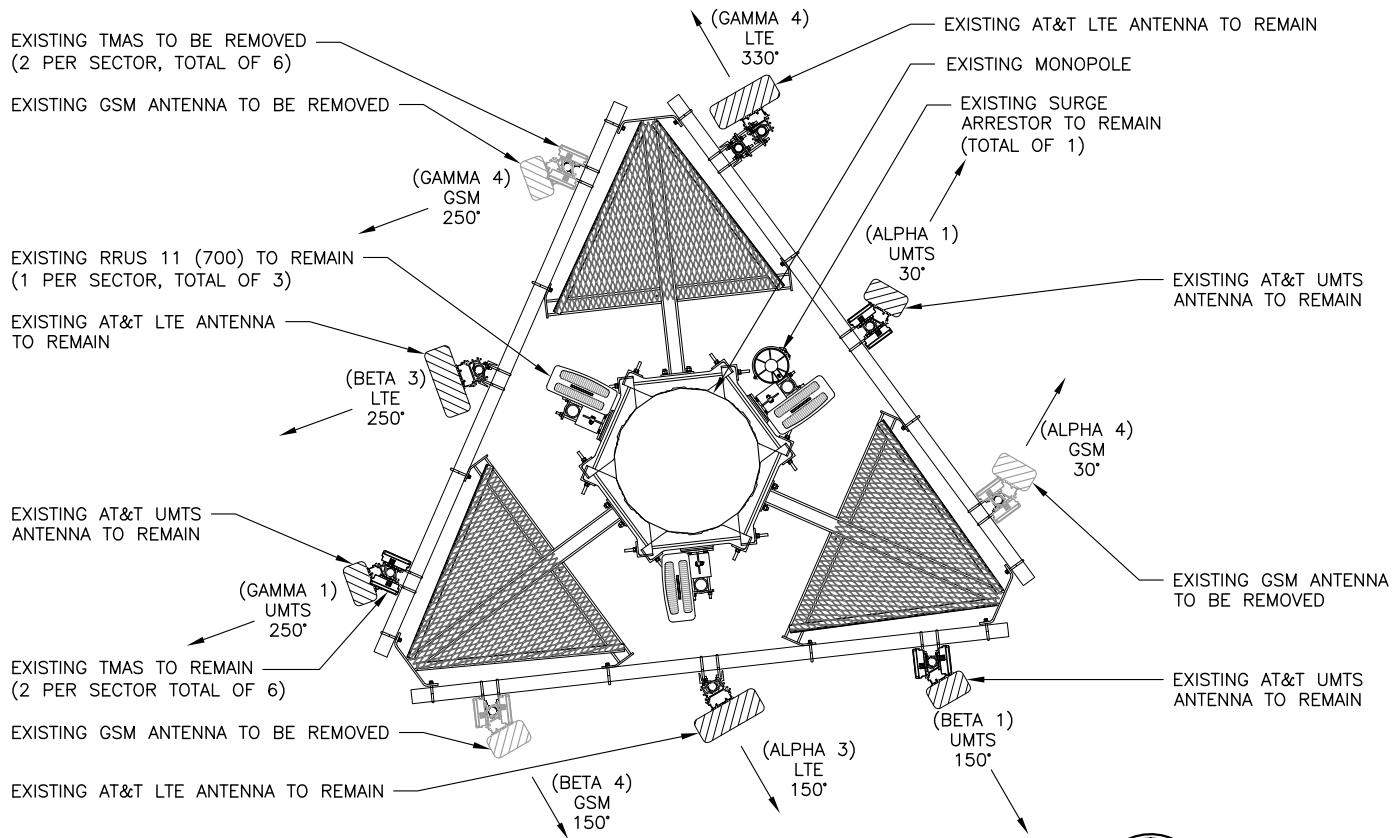 EXISTING TMAS TO BE REMOVED
(2 PER SECTOR, TOTAL OF 6)
EXISTING GSM ANTENNA TO BE REMOVED
(GAMMA 4)
GSM
250°
EXISTING RRUS 11 (700) TO REMAIN
(1 PER SECTOR, TOTAL OF 3)
EXISTING AT&T LTE ANTENNA
TO REMAIN
(BETA 3)
LTE
250°
EXISTING AT&T UMTS
ANTENNA TO REMAIN
(GAMMA 1)
UMTS
250°
EXISTING TMAS TO REMAIN
(2 PER SECTOR TOTAL OF 6)
EXISTING GSM ANTENNA TO BE REMOVED
EXISTING AT&T LTE ANTENNA TO REMAIN
(BETA 4)
GSM
150°
(ALPHA 3)
LTE
150°
(BETA 1)
UMTS
150°
(GAMMA 4)
LTE
330°
EXISTING AT&T LTE ANTENNA TO REMAIN
EXISTING MONOPOLE
EXISTING SURGE
ARRESTOR TO REMAIN
(TOTAL OF 1)
(ALPHA 1)
UMTS
30°
EXISTING AT&T UMTS
ANTENNA TO REMAIN
(ALPHA 4)
GSM
30°
EXISTING GSM ANTENNA
TO BE REMOVED
EXISTING AT&T UMTS
ANTENNA TO REMAIN